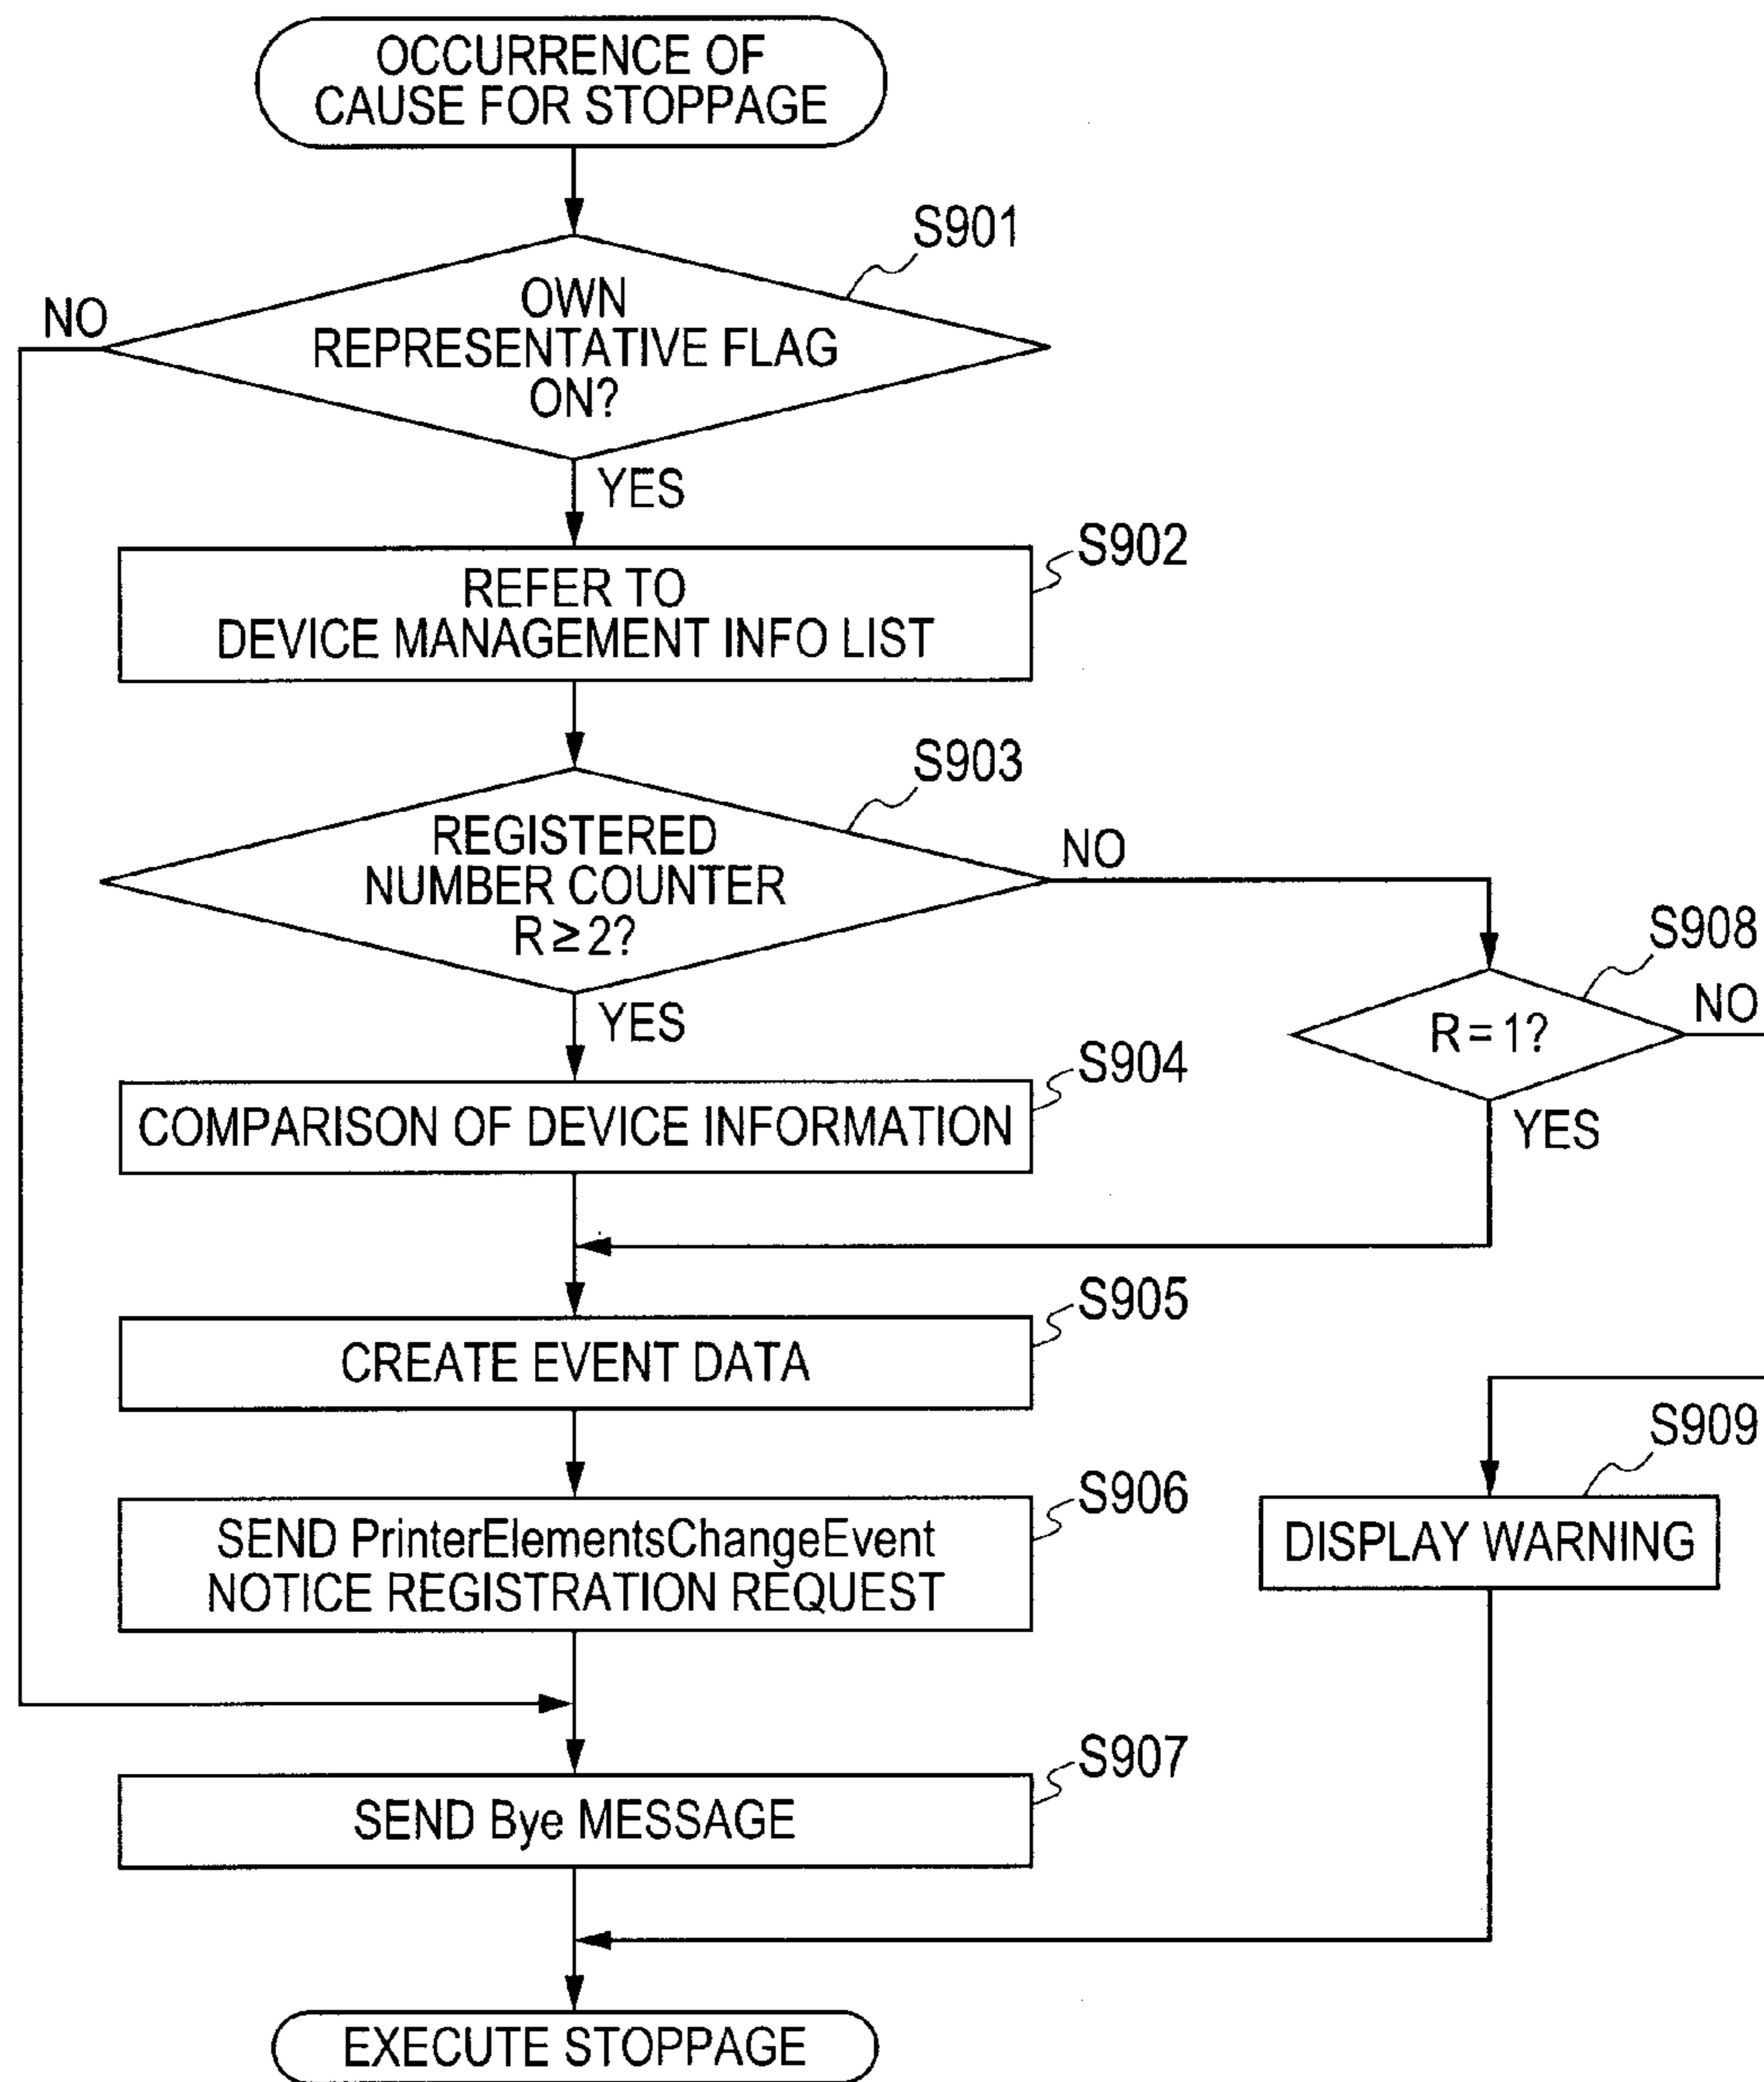 OCCURRENCE OF
CAUSE FOR STOPPAGE
S901
OWN
REPRESENTATIVE FLAG
ON?
NO
YES
S902
REFER TO
DEVICE MANAGEMENT INFO LIST
S903
REGISTERED
NUMBER COUNTER
R ≥ 2?
NO
YES
S908
R = 1?
NO
YES
S904
COMPARISON OF DEVICE INFORMATION
S905
CREATE EVENT DATA
S906
SEND PrinterElementsChangeEvent
NOTICE REGISTRATION REQUEST
S909
DISPLAY WARNING
S907
SEND Bye MESSAGE
EXECUTE STOPPAGE